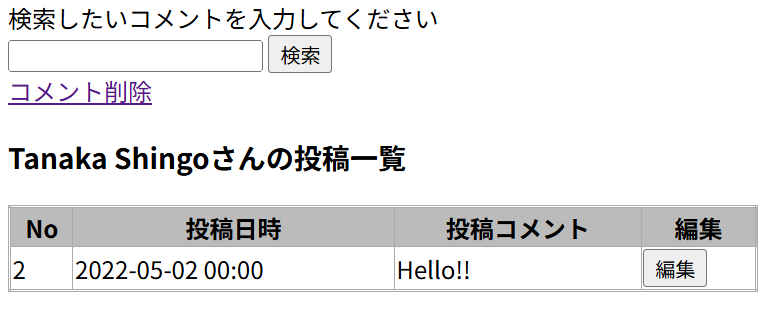 検索したいコメントを入力してください
検索
コメント削除
Tanaka Shingoさんの投稿一覧
No 投稿日時 投稿コメント 編集
2 2022-05-02 00:00 Hello!! 編集